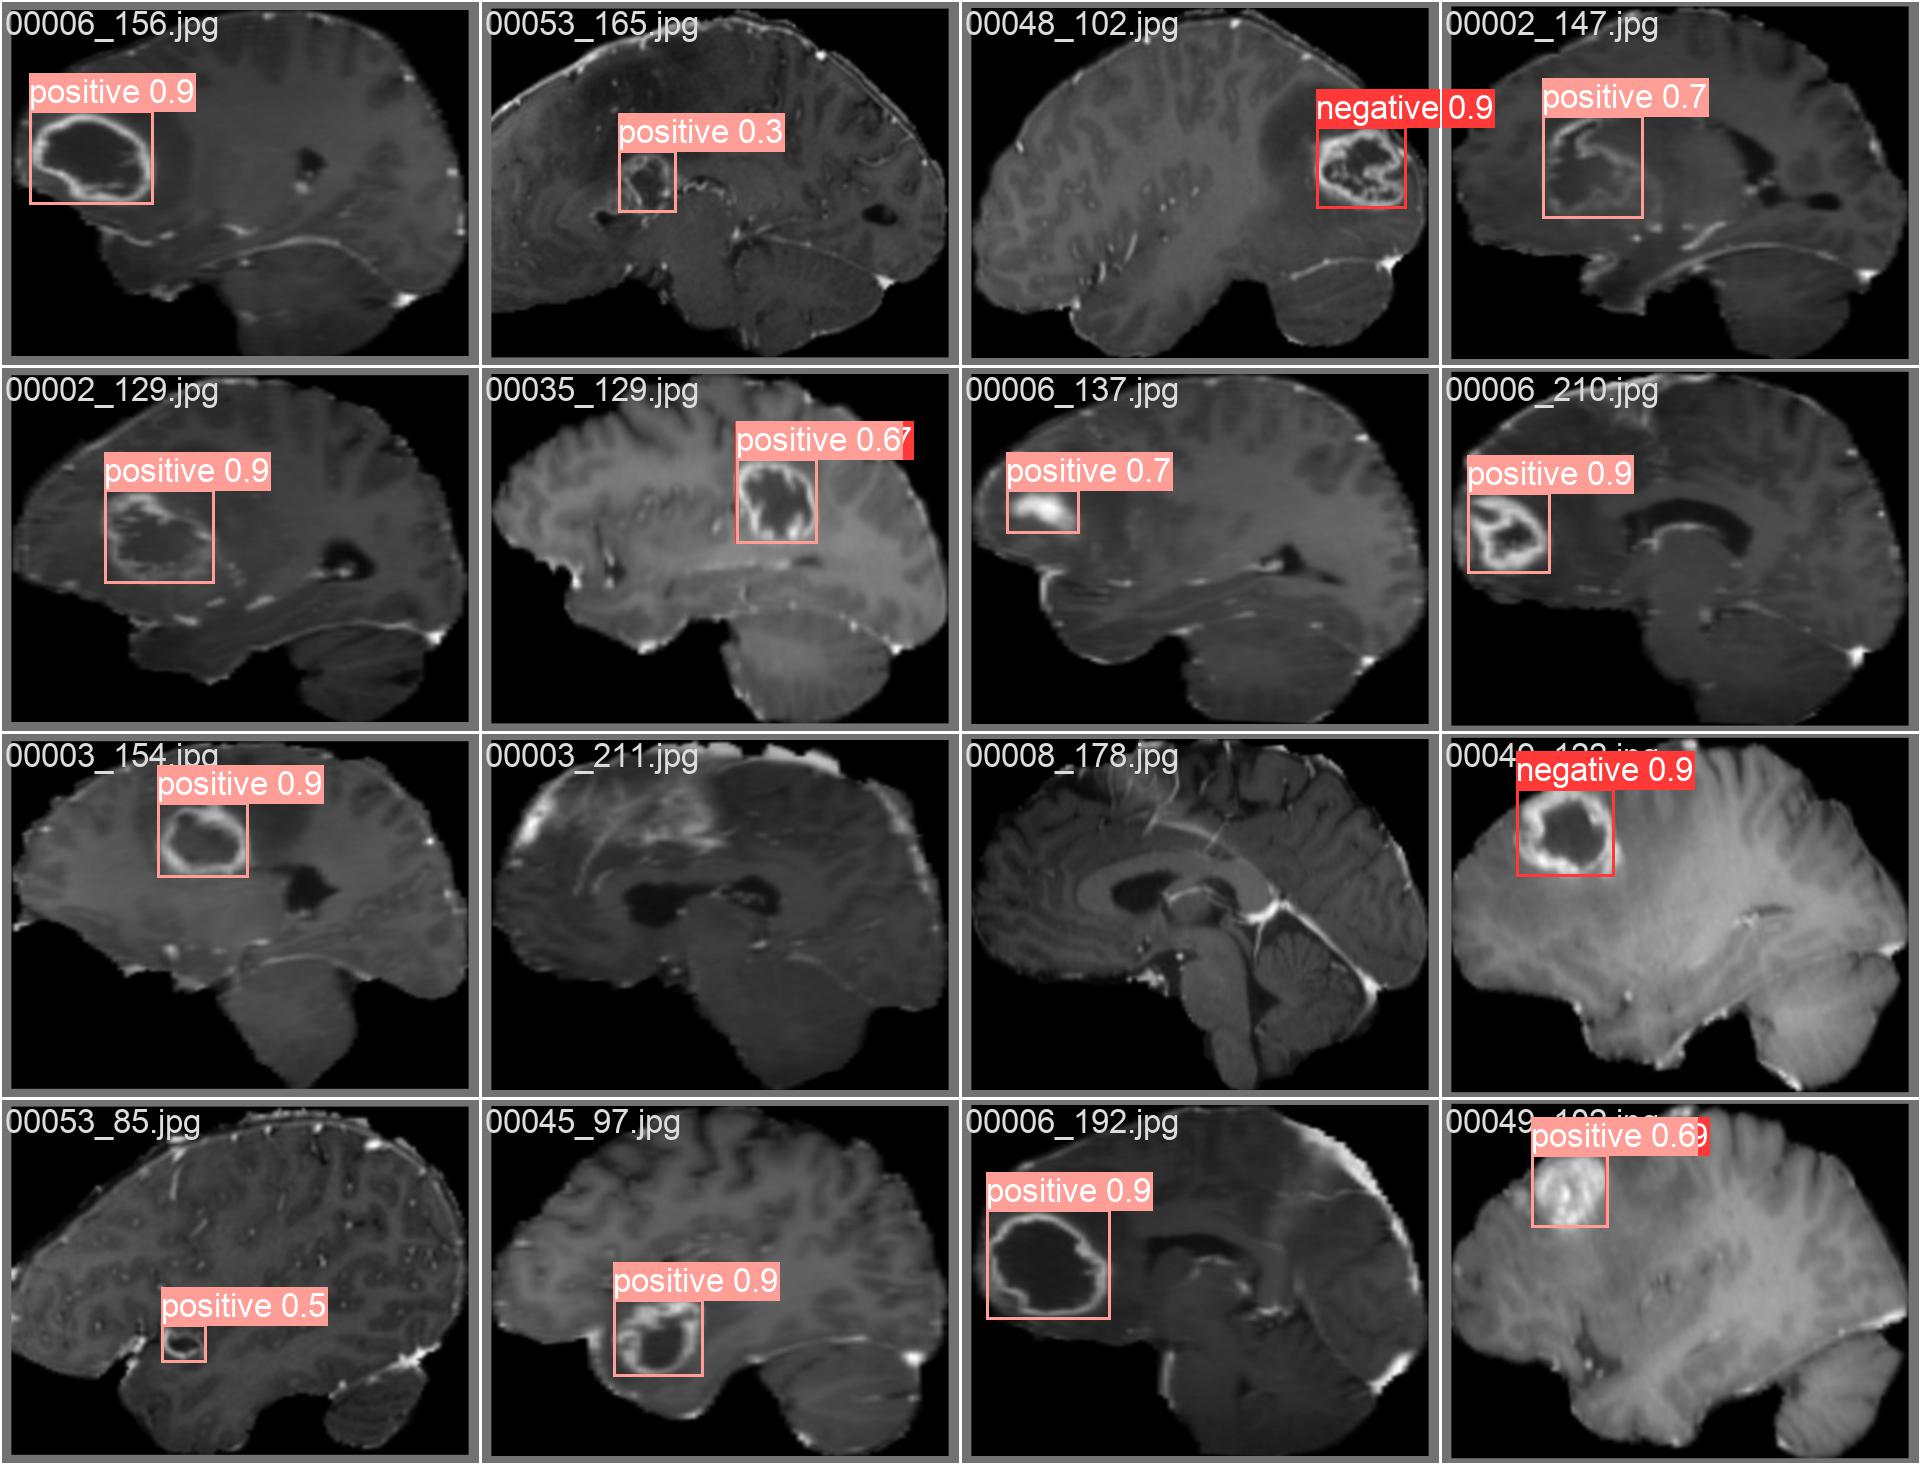 00006_156.jpg
positive 0.9
00053_165.jpg
positive 0.3
00048_102.jpg
negative 0.9
00002_147.jpg
positive 0.7
00002_129.jpg
positive 0.9
00035_129.jpg
positive 0.6
00006_137.jpg
positive 0.7
00006_210.jpg
positive 0.9
00003_154.jpg
positive 0.9
00003_211.jpg
00008_178.jpg
negative 0.9
00053_85.jpg
positive 0.5
00045_97.jpg
positive 0.9
00006_192.jpg
positive 0.9
positive 0.6